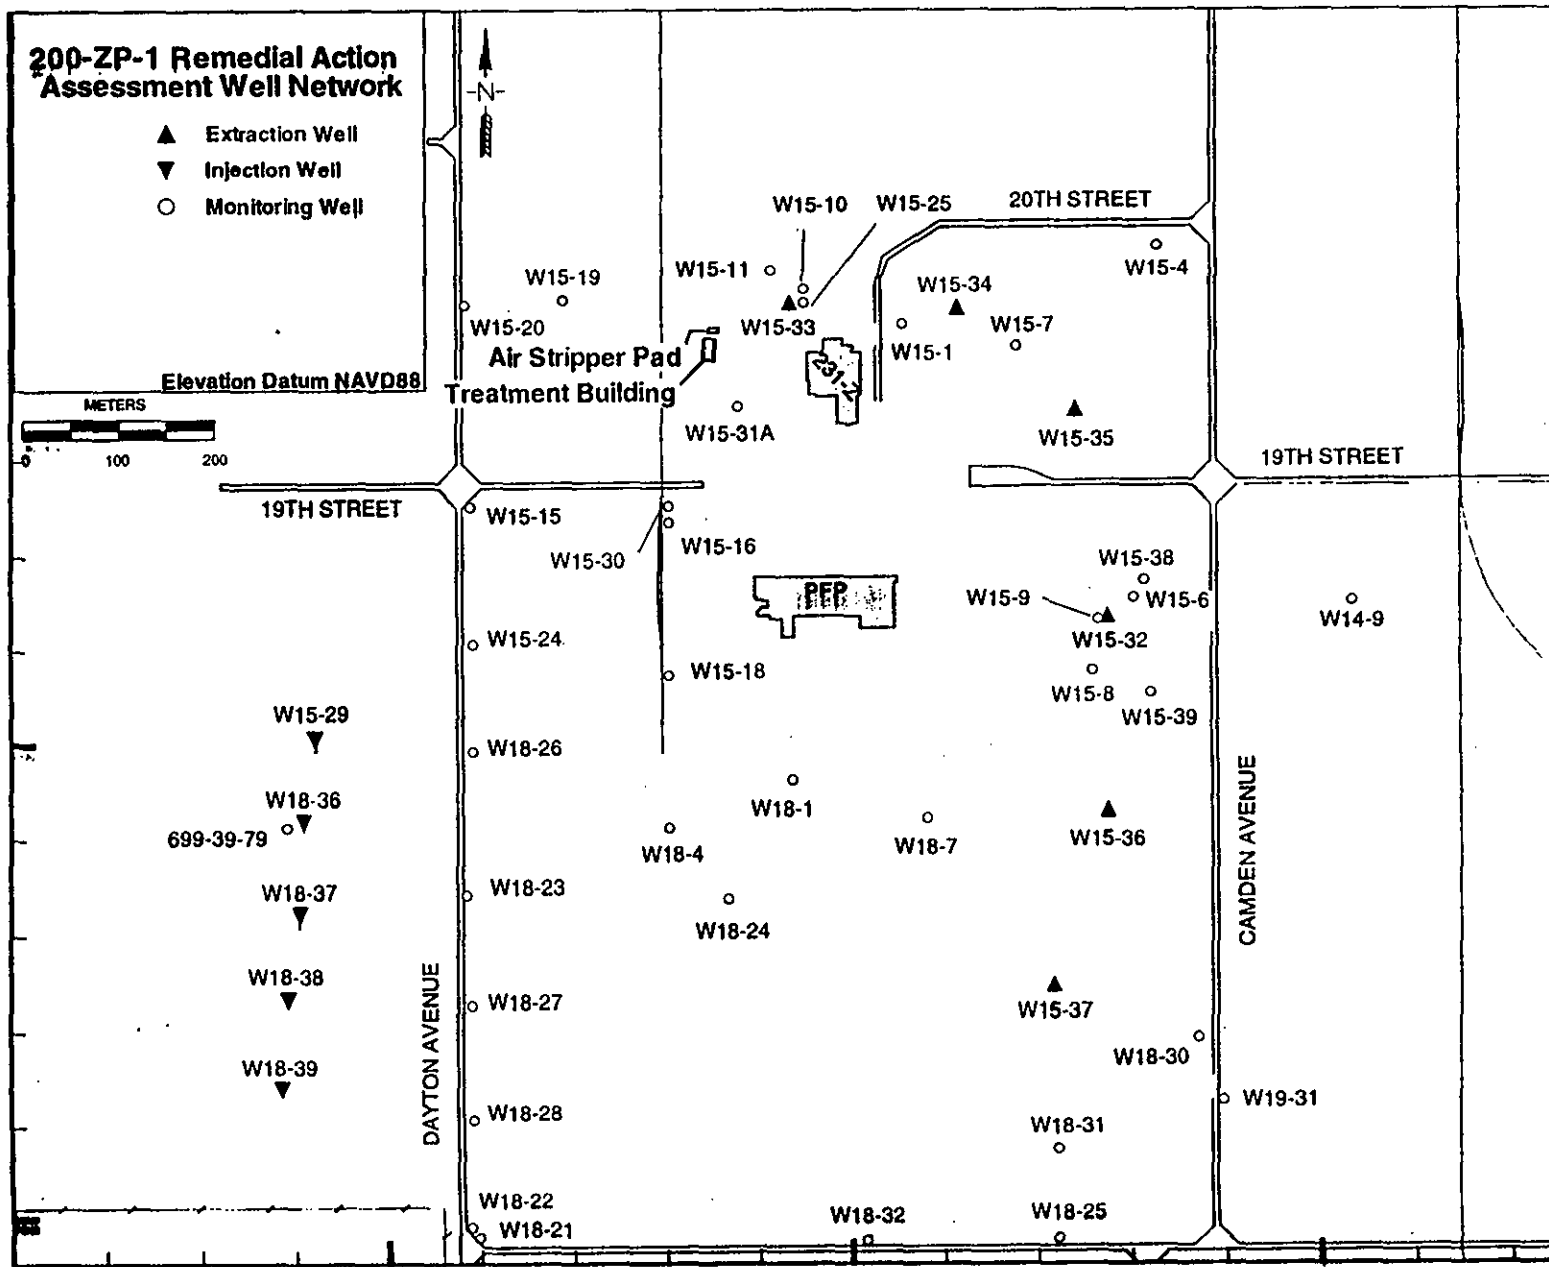 200-ZP-1 Remedial Action
Assessment Well Network
Extraction Well
Injection Well
Monitoring Well
-N-
20TH STREET
W15-10
W15-25
W15-4
W15-11
W15-19
W15-34
W15-20
W15-33
W15-7
W15-1
Air Stripper Pad
231-Z
Elevation Datum NAVD88
Treatment Building
METERS
0 100 200
W15-31A
W15-35
19TH STREET
19TH STREET
W15-15
W15-16
W15-30
W15-38
PFP
W15-9
W15-6
W14-9
W15-32
W15-24
W15-18
W15-8
W15-39
W15-29
W18-26
W18-36
W18-1
699-39-79
W15-36
W18-7
W18-4
CAMDEN AVENUE
W18-37
W18-23
W18-24
W18-38
DAYTON AVENUE
W18-27
W15-37
W18-30
W18-39
W19-31
W18-28
W18-31
W18-22
W18-21
W18-32
W18-25